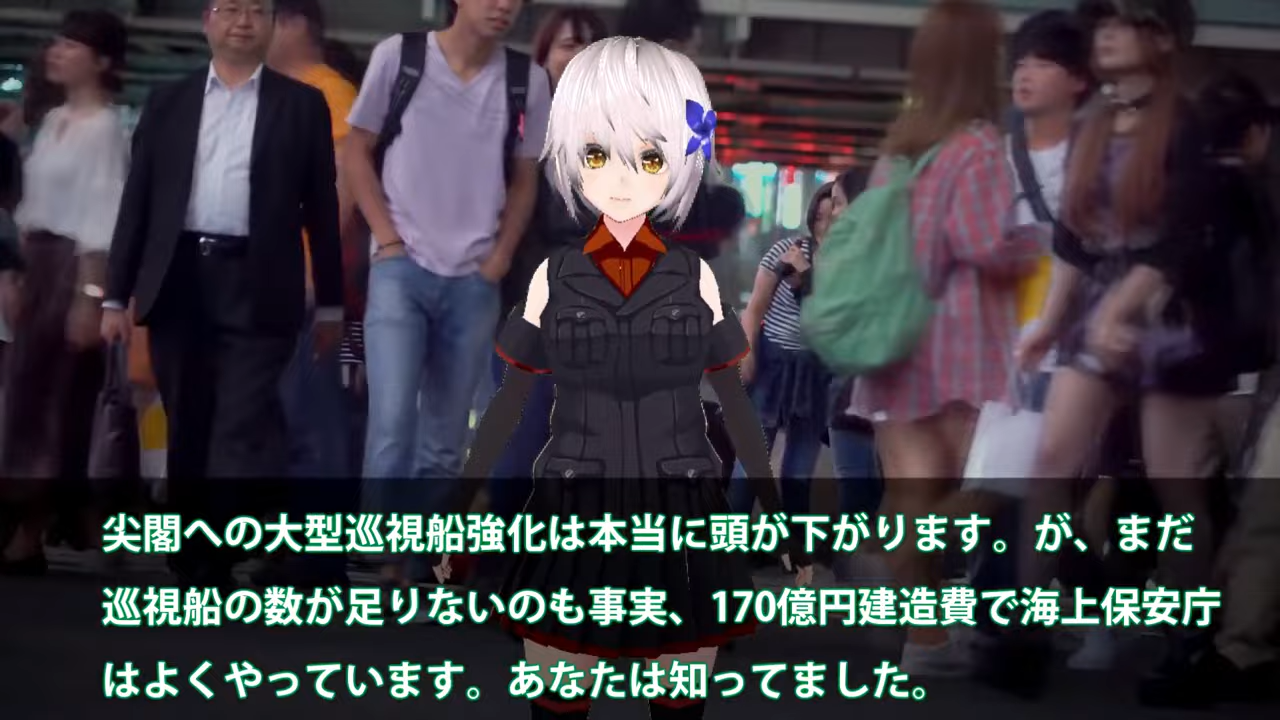 尖閣への大型巡視船強化は本当に頭が下がります。が、まだ
巡視船の数が足りないのも事実、170億円建造費で海上保安庁
はよくやっています。あなたは知ってました。